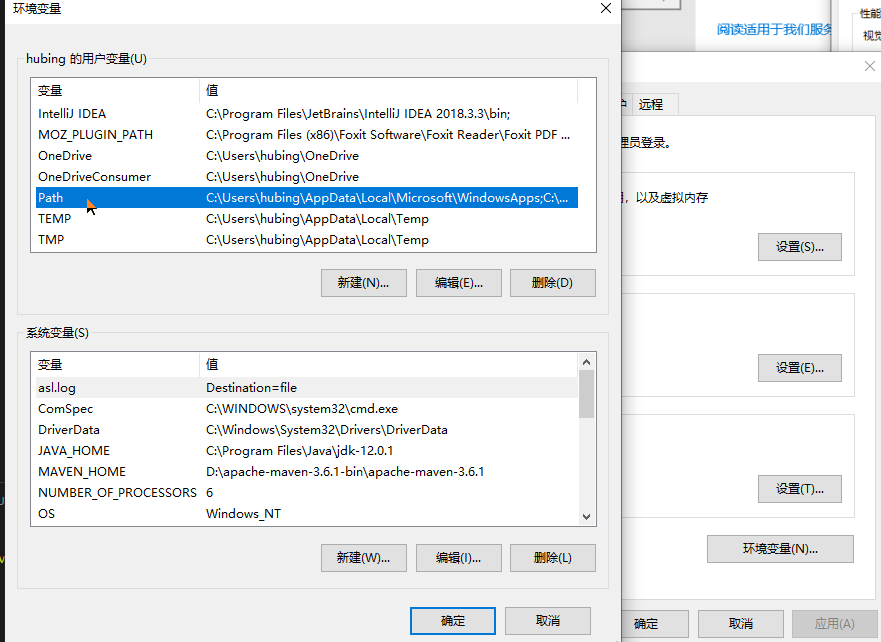 环境变量
hubing 的用户变量(U)
变量 值
IntelliJ IDEA C:\Program Files\JetBrains\IntelliJ IDEA 2018.3.3\bin;
MOZ_PLUGIN_PATH C:\Program Files (x86)\Foxit Software\Foxit Reader\Foxit PDF ...
OneDrive C:\Users\hubing\OneDrive
OneDriveConsumer C:\Users\hubing\OneDrive
Path C:\Users\hubing\AppData\Local\Microsoft\WindowsApps;C:\...
TEMP C:\Users\hubing\AppData\Local\Temp
TMP C:\Users\hubing\AppData\Local\Temp
新建(N)... 编辑(E)... 删除(D)
系统变量(S)
变量 值
asl.log Destination=file
ComSpec C:\WINDOWS\system32\cmd.exe
DriverData C:\Windows\System32\Drivers\DriverData
JAVA_HOME C:\Program Files\Java\jdk-12.0.1
MAVEN_HOME D:\apache-maven-3.6.1-bin\apache-maven-3.6.1
NUMBER_OF_PROCESSORS 6
OS Windows_NT
新建(W)... 编辑(I)... 删除(L)
确定 取消
阅读适用于我们服务
性能
视觉
远程
理员登录。
，以及虚拟内存
设置(S)...
设置(E)...
设置(T)...
环境变量(N)...
确定 取消 应用(A)